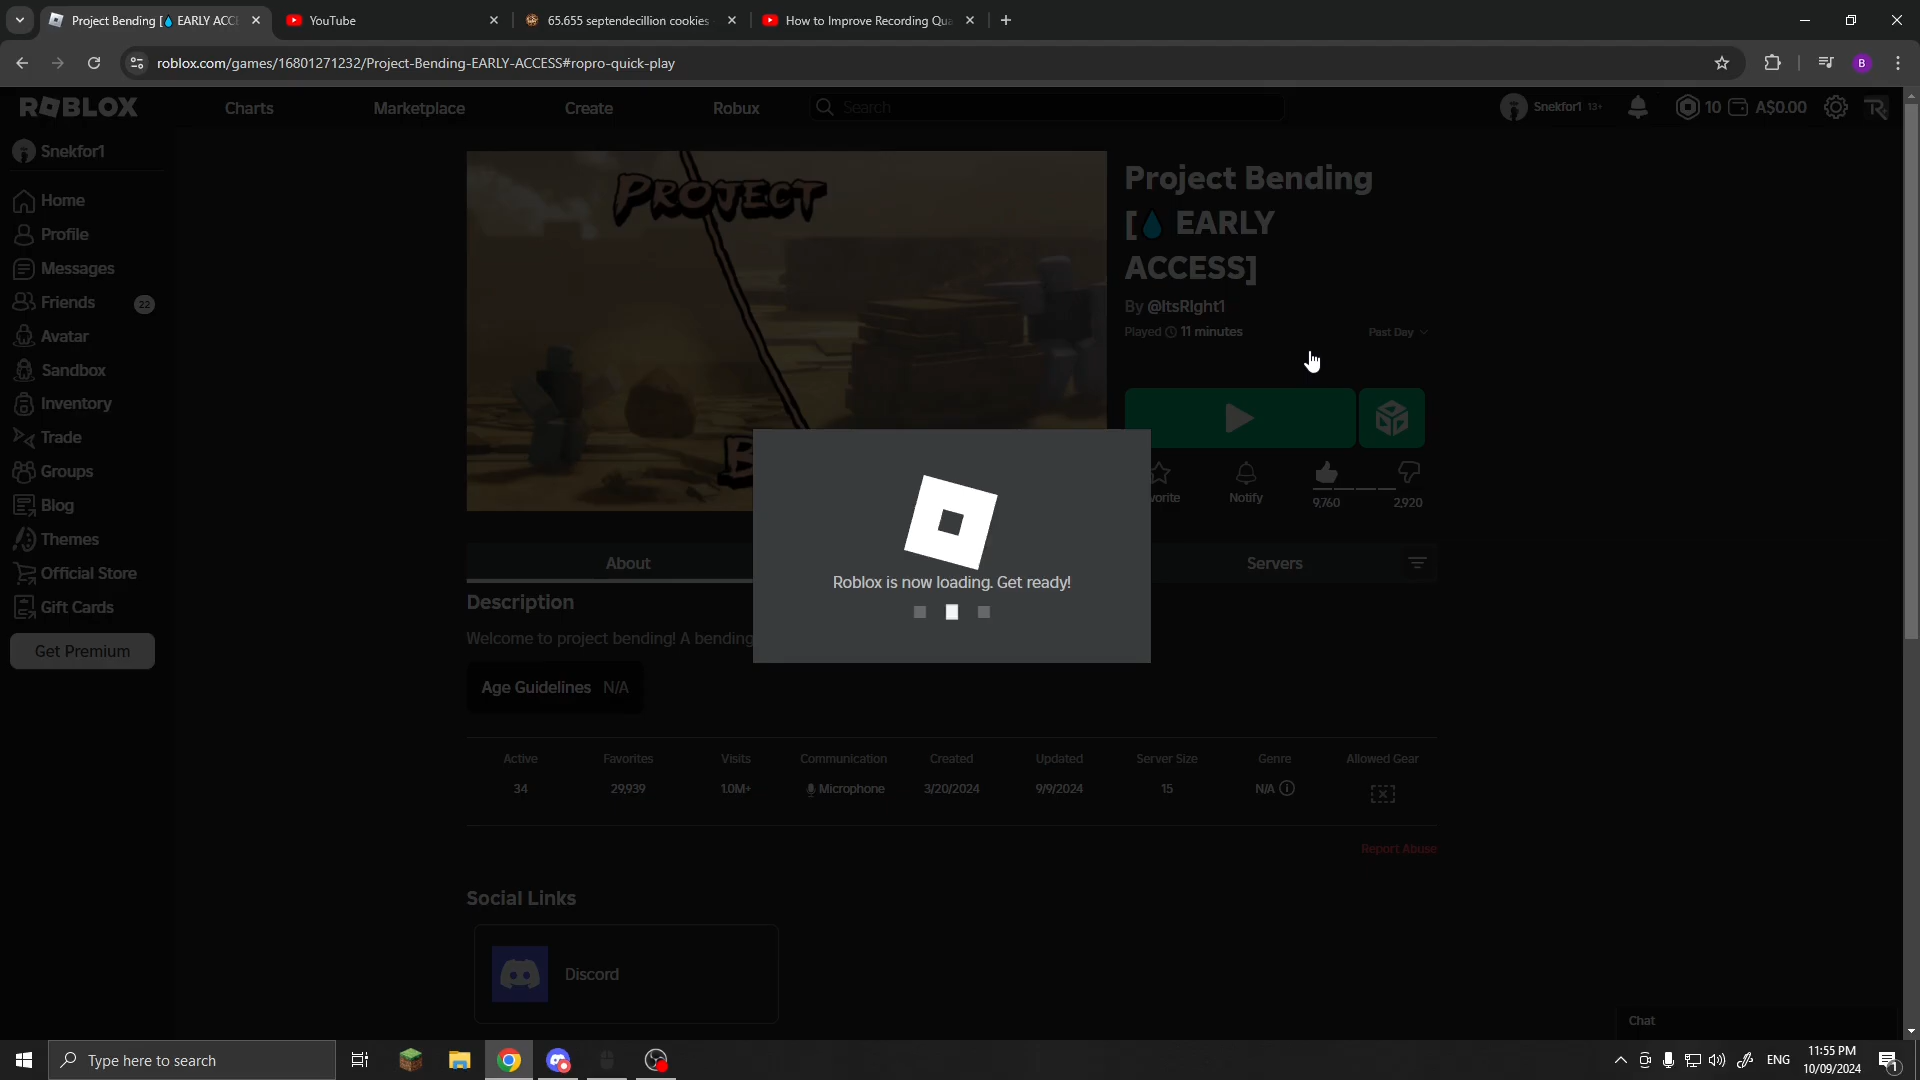 Project Bending [💧 EARLY ACCE
YouTube
65.655 septendecillion cookies
How to Improve Recording Qua
roblox.com/games/16801271232/Project-Bending-EARLY-ACCESS#ropro-quick-play
B
ROBLOX
Charts
Marketplace
Create
Robux
Search
Snekfor1 13+
10
A$0.00
Snekfor1
Home
Profile
Messages
Friends
22
Avatar
Sandbox
Inventory
Trade
Groups
Blog
Themes
Official Store
Gift Cards
Get Premium
PROJECT
B
Project Bending
[💧 EARLY
ACCESS]
By @ItsRIght1
Played 11 minutes
Past Day
vorite
Notify
9,760
2,920
Roblox is now loading. Get ready!
About
Servers
Description
Welcome to project bending! A bending
Age Guidelines N/A
Active
Favorites
Visits
Communication
Created
Updated
Server Size
Genre
Allowed Gear
34
29,939
1.0M+
Microphone
3/20/2024
9/9/2024
15
N/A
Report Abuse
Social Links
Discord
Chat
Type here to search
ENG
11:55 PM
10/09/2024
1